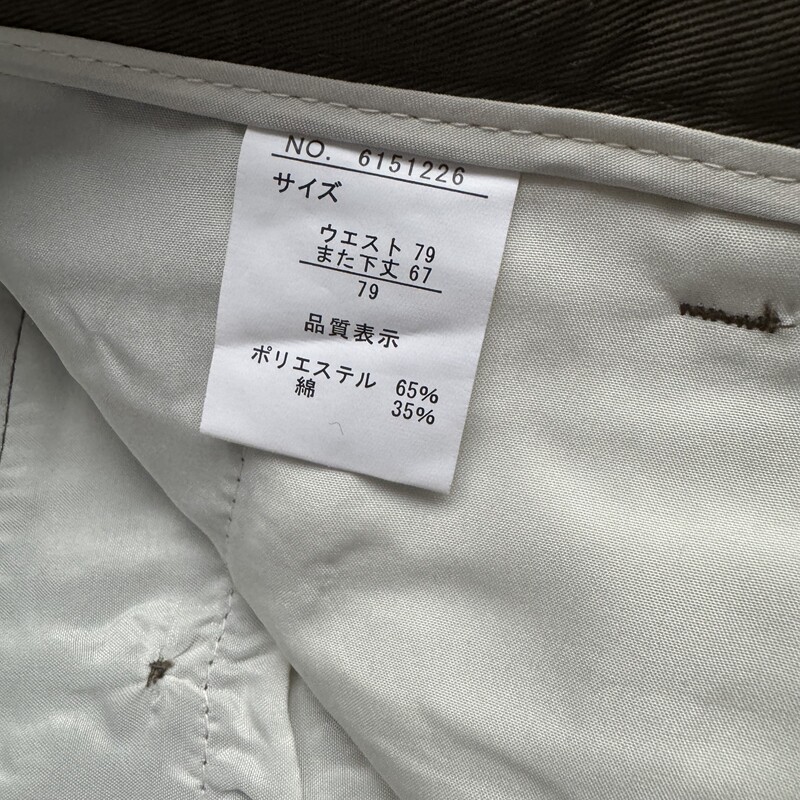 NO. 6151226
サイズ
ウエスト 79
また下丈 67
79
品質表示
ポリエステル 65%
綿 35%